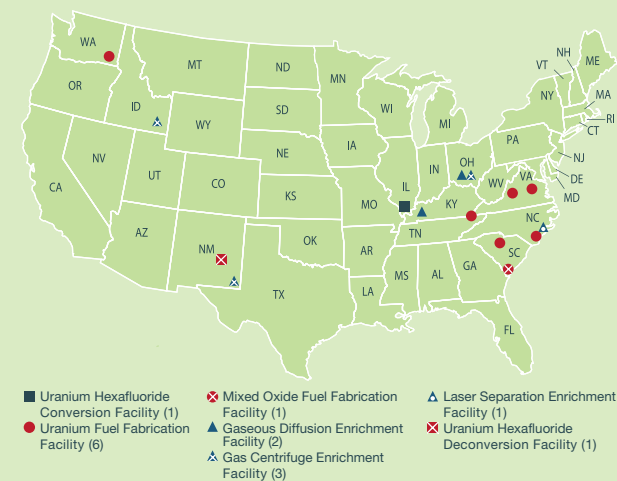 WA
MT
ND
MN
VT
NH
ME
OR
ID
SD
WI
MI
NY
MA
RI
CT
WY
NE
IA
PA
NJ
NV
UT
CO
IL
IN
OH
WV
VA
DE
MD
CA
KS
MO
KY
NC
AZ
NM
OK
AR
TN
SC
MS
AL
GA
TX
LA
FL
Uranium Hexafluoride
Conversion Facility (1)
Uranium Fuel Fabrication
Facility (6)
Mixed Oxide Fuel Fabrication
Facility (1)
Gaseous Diffusion Enrichment
Facility (2)
Gas Centrifuge Enrichment
Facility (3)
Laser Separation Enrichment
Facility (1)
Uranium Hexafluoride
Deconversion Facility (1)